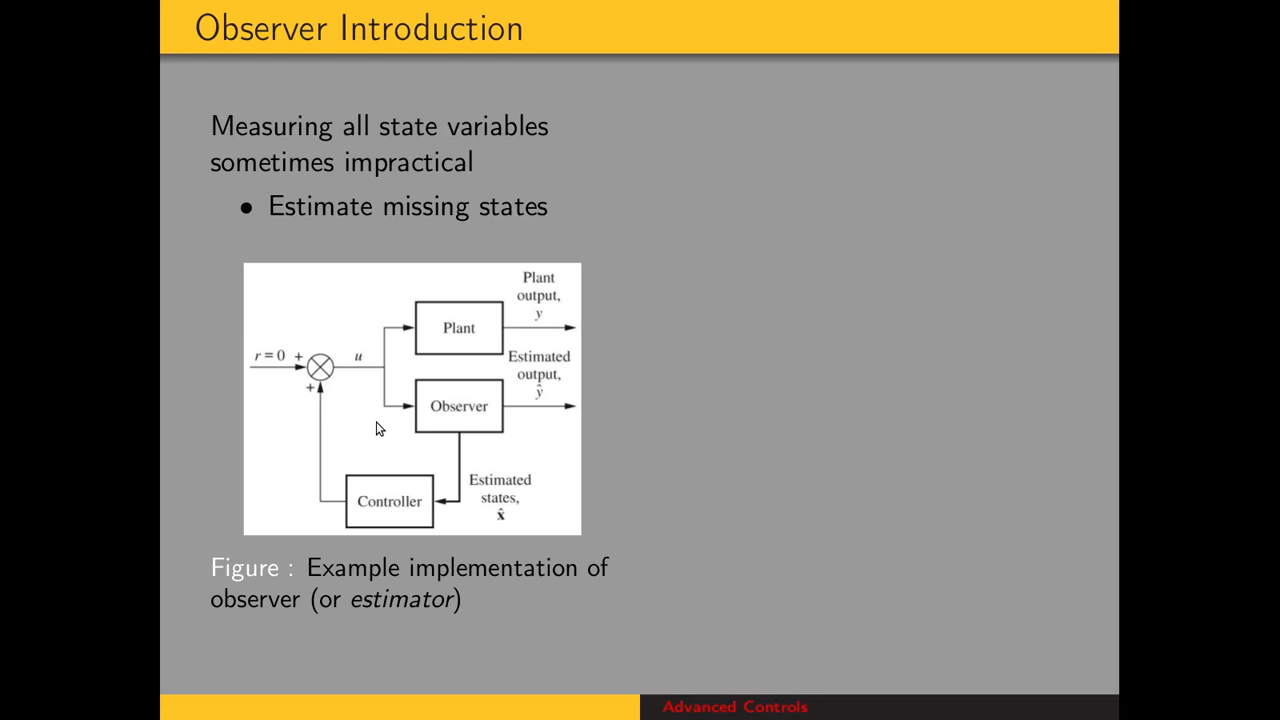 Observer Introduction
Measuring all state variables
sometimes impractical
• Estimate missing states
Plant
output,
y
Plant
r = 0 +
u
Estimated
output,
ŷ
+
Observer
Estimated
states,
x̂
Controller
Figure : Example implementation of
observer (or estimator)
Advanced Controls